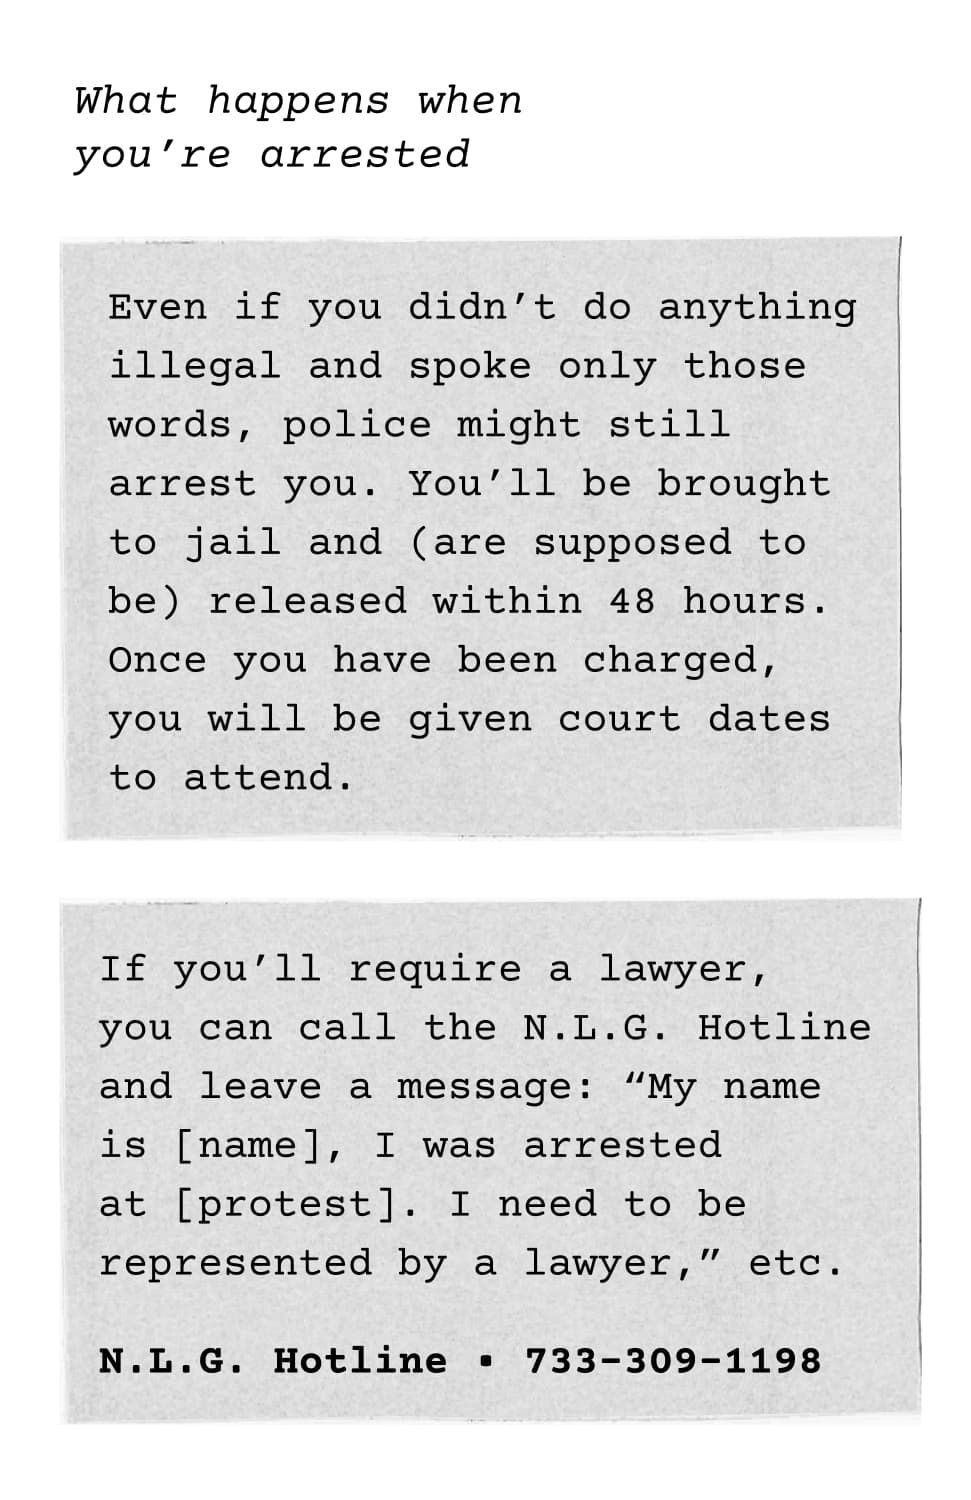 What happens when
you’re arrested
Even if you didn’t do anything
illegal and spoke only those
words, police might still
arrest you. You’ll be brought
to jail and (are supposed to
be) released within 48 hours.
Once you have been charged,
you will be given court dates
to attend.
If you’ll require a lawyer,
you can call the N.L.G. Hotline
and leave a message: “My name
is [name], I was arrested
at [protest]. I need to be
represented by a lawyer,” etc.
N.L.G. Hotline ▪ 733-309-1198